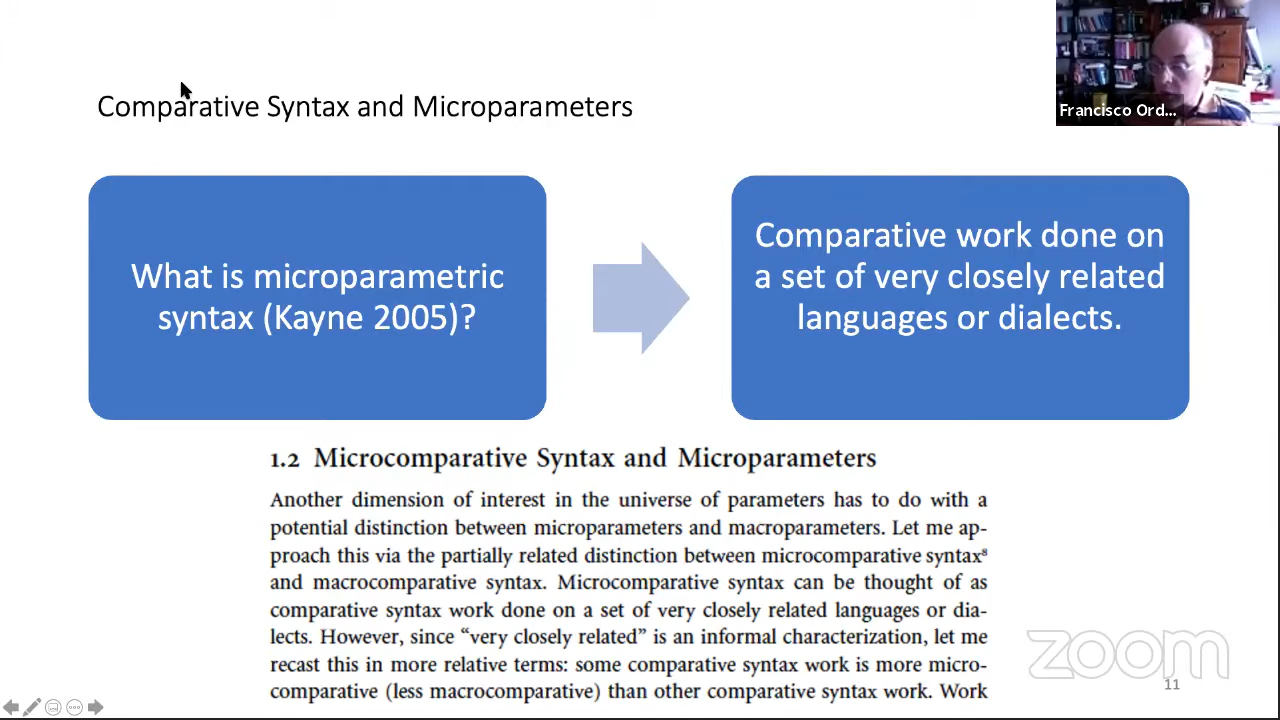 Comparative Syntax and Microparameters
Francisco Ord...
What is microparametric
syntax (Kayne 2005)?
Comparative work done on
a set of very closely related
languages or dialects.
1.2 Microcomparative Syntax and Microparameters
Another dimension of interest in the universe of parameters has to do with a
potential distinction between microparameters and macroparameters. Let me ap-
proach this via the partially related distinction between microcomparative syntax⁸
and macrocomparative syntax. Microcomparative syntax can be thought of as
comparative syntax work done on a set of very closely related languages or dia-
lects. However, since “very closely related” is an informal characterization, let me
recast this in more relative terms: some comparative syntax work is more micro-
comparative (less macrocomparative) than other comparative syntax work. Work
zoom
11